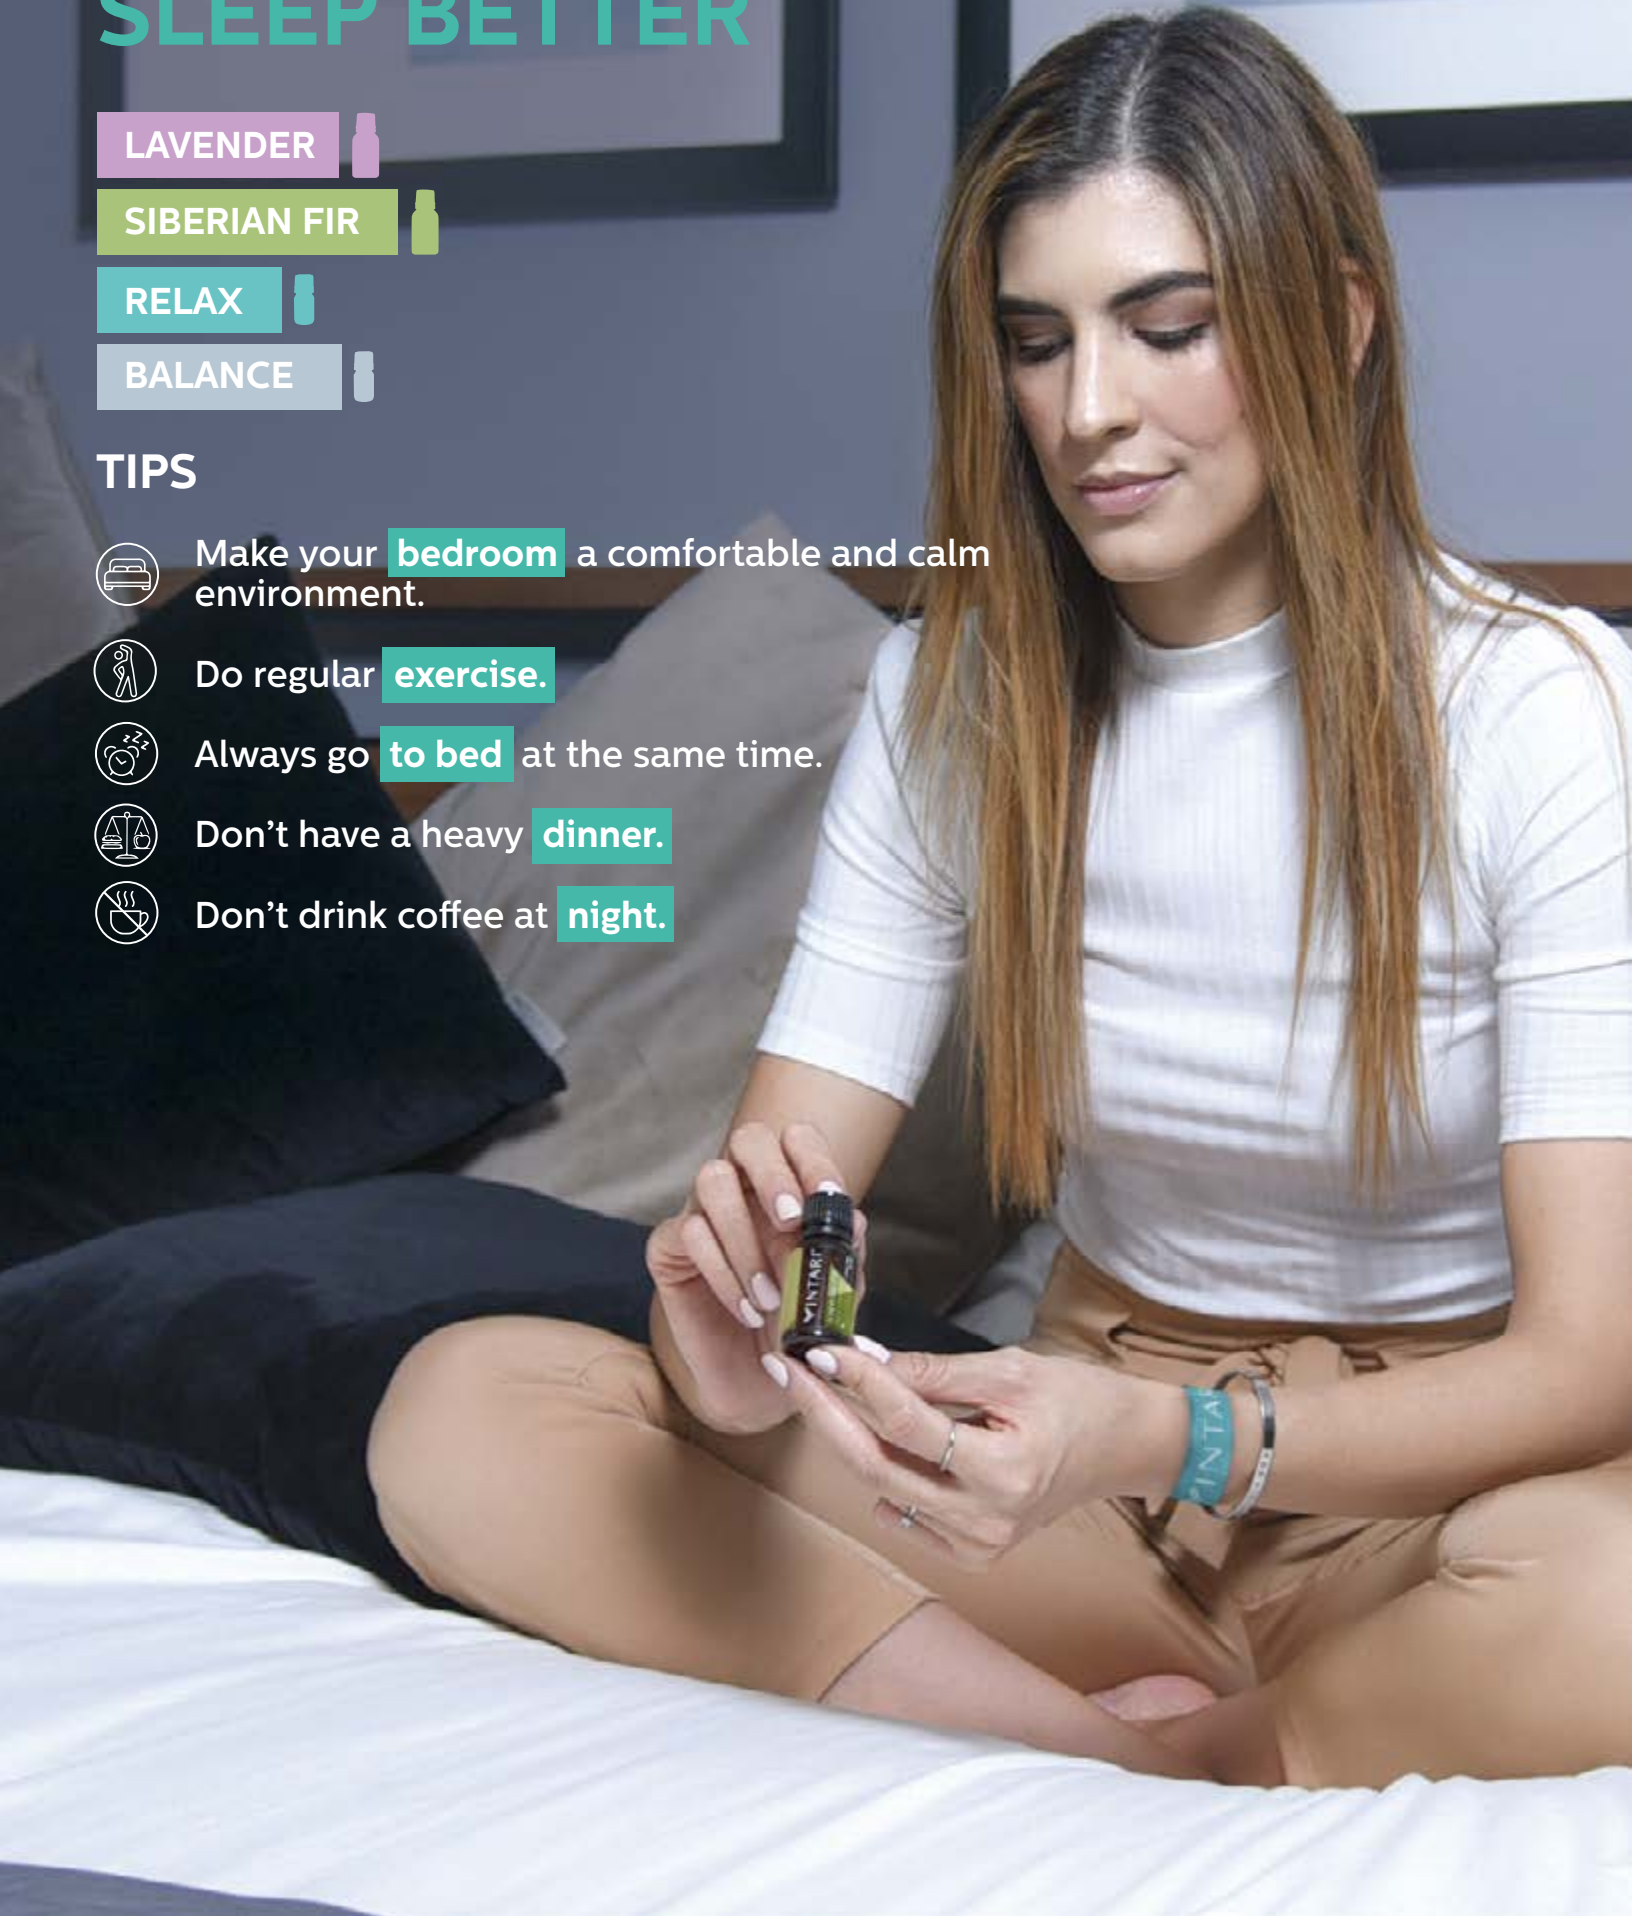 SLEEP BETTER
LAVENDER
SIBERIAN FIR
RELAX
BALANCE
TIPS
Make your bedroom a comfortable and calm
environment.
Do regular exercise.
Always go to bed at the same time.
Don't have a heavy dinner.
Don't drink coffee at night.
zzz